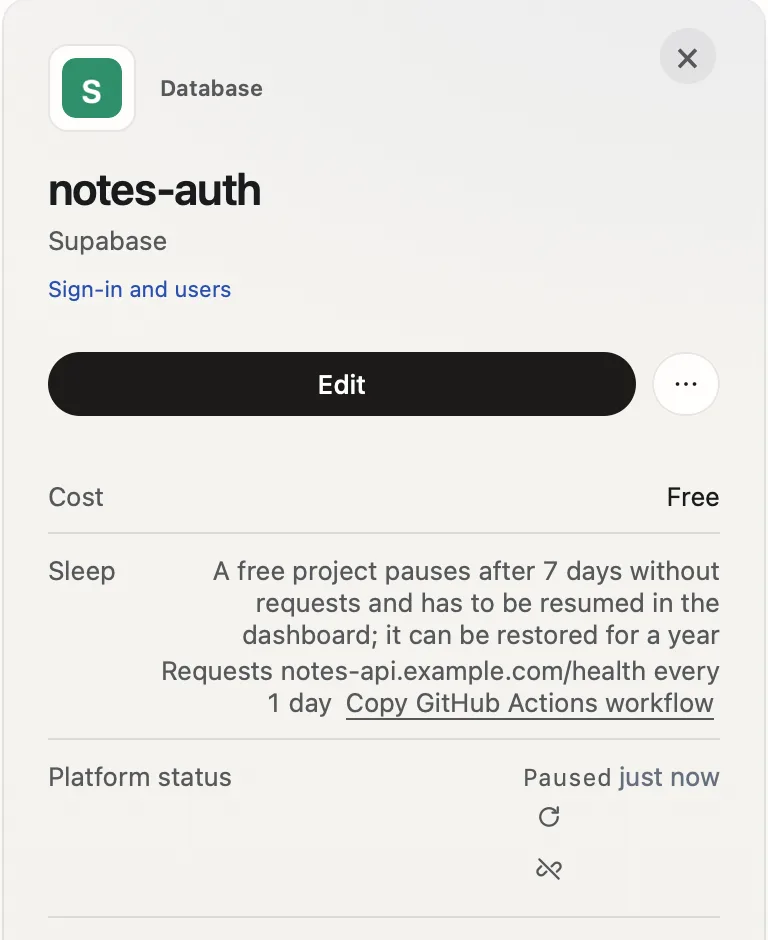 S
Database
notes-auth
Supabase
Sign-in and users
Edit
Cost
Free
Sleep
A free project pauses after 7 days without
requests and has to be resumed in the
dashboard; it can be restored for a year
Requests notes-api.example.com/health every
1 day Copy GitHub Actions workflow
Platform status
Paused just now